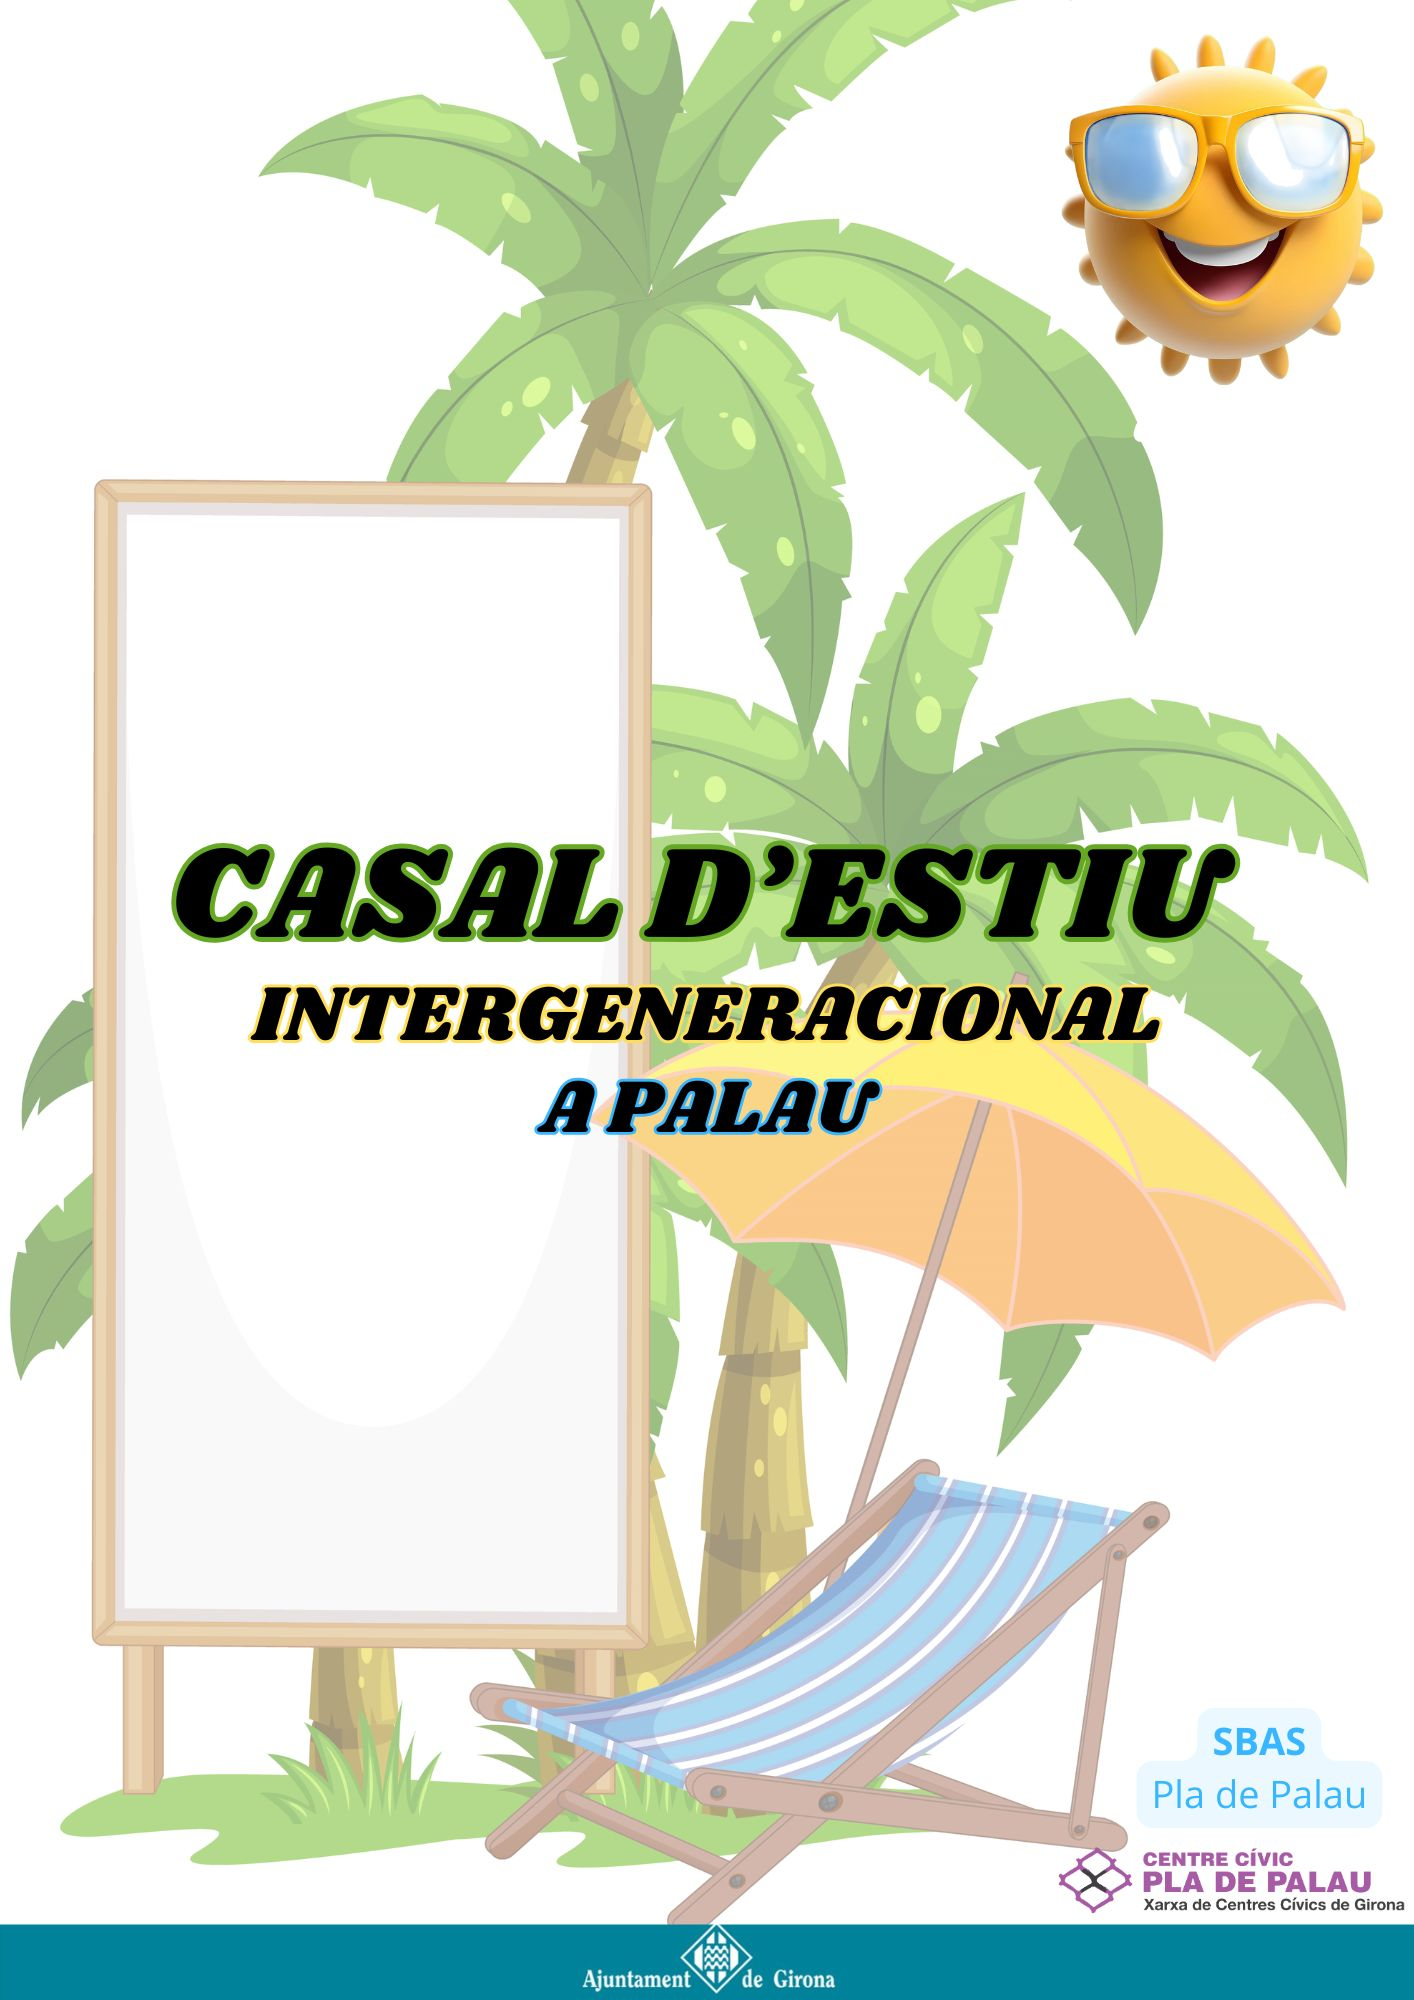 CASAL D'ESTIU
INTERGENERACIONAL
A PALAU
SBAS
Pla de Palau
CENTRE CÍVIC
PLA DE PALAU
Xarxa de Centres Cívics de Girona
Ajuntament de Girona